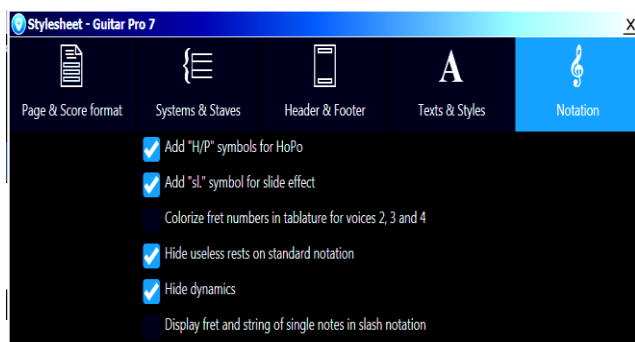 Stylesheet - Guitar Pro 7 X
Page & Score format Systems & Staves Header & Footer Texts & Styles Notation
Add "H/P" symbols for HoPo
Add "sl." symbol for slide effect
Colorize fret numbers in tablature for voices 2, 3 and 4
Hide useless rests on standard notation
Hide dynamics
Display fret and string of single notes in slash notation